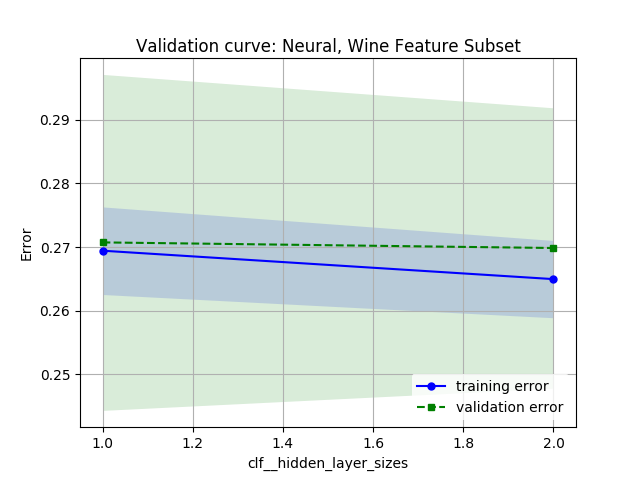 Validation curve: Neural, Wine Feature Subset
Error
0.29
0.28
0.27
0.26
0.25
training error
validation error
1.0 1.2 1.4 1.6 1.8 2.0
clf__hidden_layer_sizes